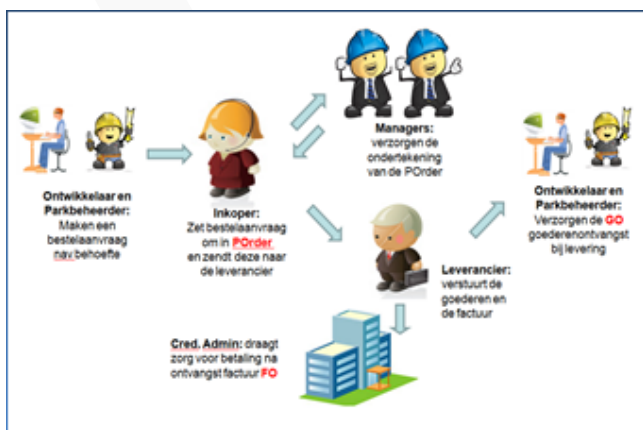 Managers:
verzorgen de
ondertekening
van de POrder
Ontwikkelaar en
Parkbeheerder:
Maken een
bestelaanvraag
nav behoefte
Inkoper:
Zet bestelaanvraag
om in POrder
en zendt deze naar
de leverancier
Ontwikkelaar en
Parkbeheerder:
Verzorgen de GO
goederenontvangst
bij levering
Leverancier:
verstuurt de
goederen en
de factuur
Cred. Admin: draagt
zorg voor betaling na
ontvangst factuur FO